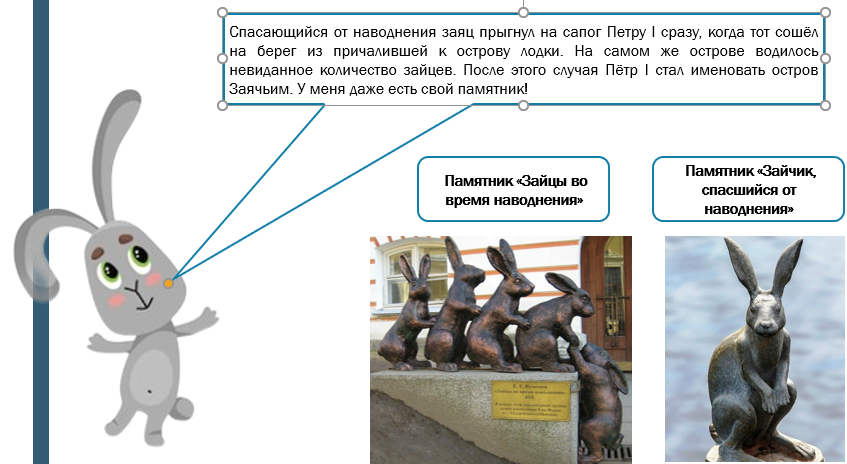 Спасающийся от наводнения заяц прыгнул на сапог Петру I сразу, когда тот сошёл
на берег из причалившей к острову лодки. На самом же острове водилось
невиданное количество зайцев. После этого случая Пётр I стал именовать остров
Заячьим. У меня даже есть свой памятник!
Памятник «Зайцы во
время наводнения»
Памятник «Зайчик,
спасшийся от
наводнения»